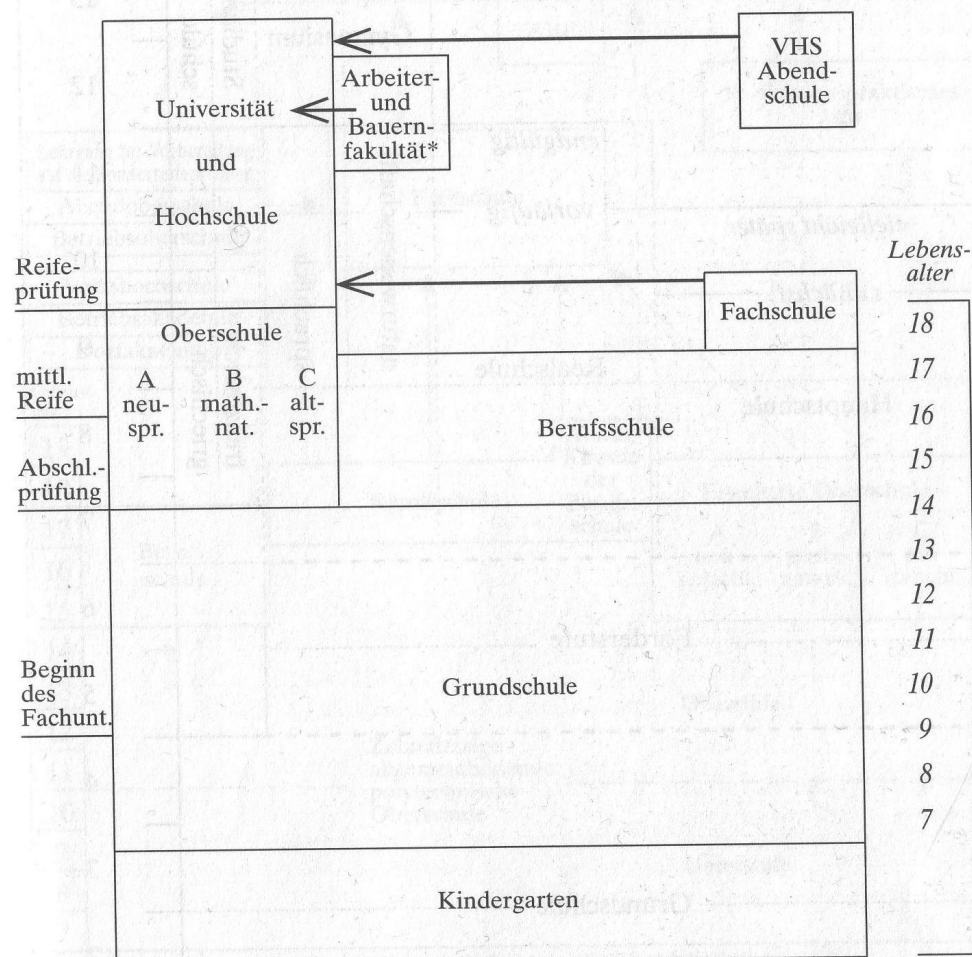 VHS
Abend-
schule
Arbeiter-
und
Bauern-
fakultät*
Universität
und
Hochschule
Reife-
prüfung
Lebens-
alter
Fachschule
18
Oberschule
17
mittl.
Reife
A
neu-
spr.
B
math.-
nat.
C
alt-
spr.
16
Berufsschule
15
Abschl.-
prüfung
14
13
12
11
Beginn
des
Fachunt.
Grundschule
10
9
8
7
Kindergarten